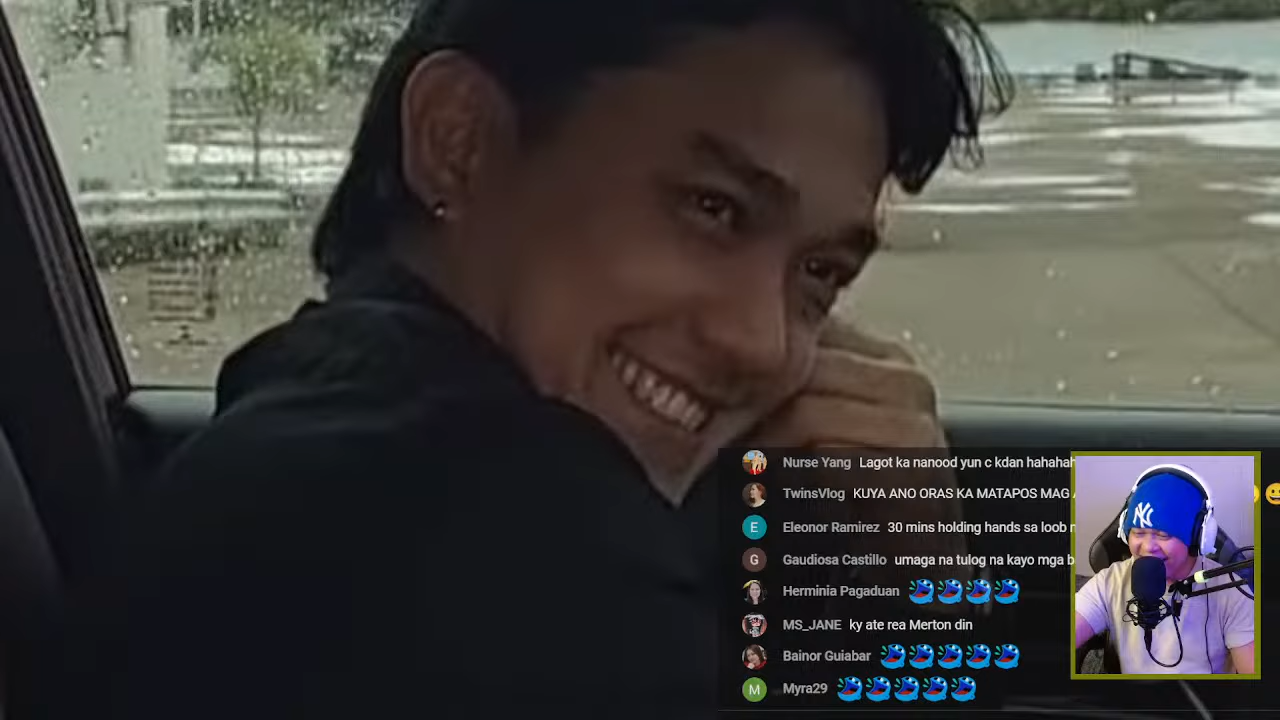 Nurse Yang Lagot ka nanood yun c kdan hahahah
TwinsVlog KUYA ANO ORAS KA MATAPOS MAG
Eleonor Ramirez 30 mins holding hands sa loob
G Gaudiosa Castillo umaga na tulog na kayo mga
Herminia Pagaduan
MS_JANE ky ate rea Merton din
Bainor Guiabar
M Myra29
E
NY